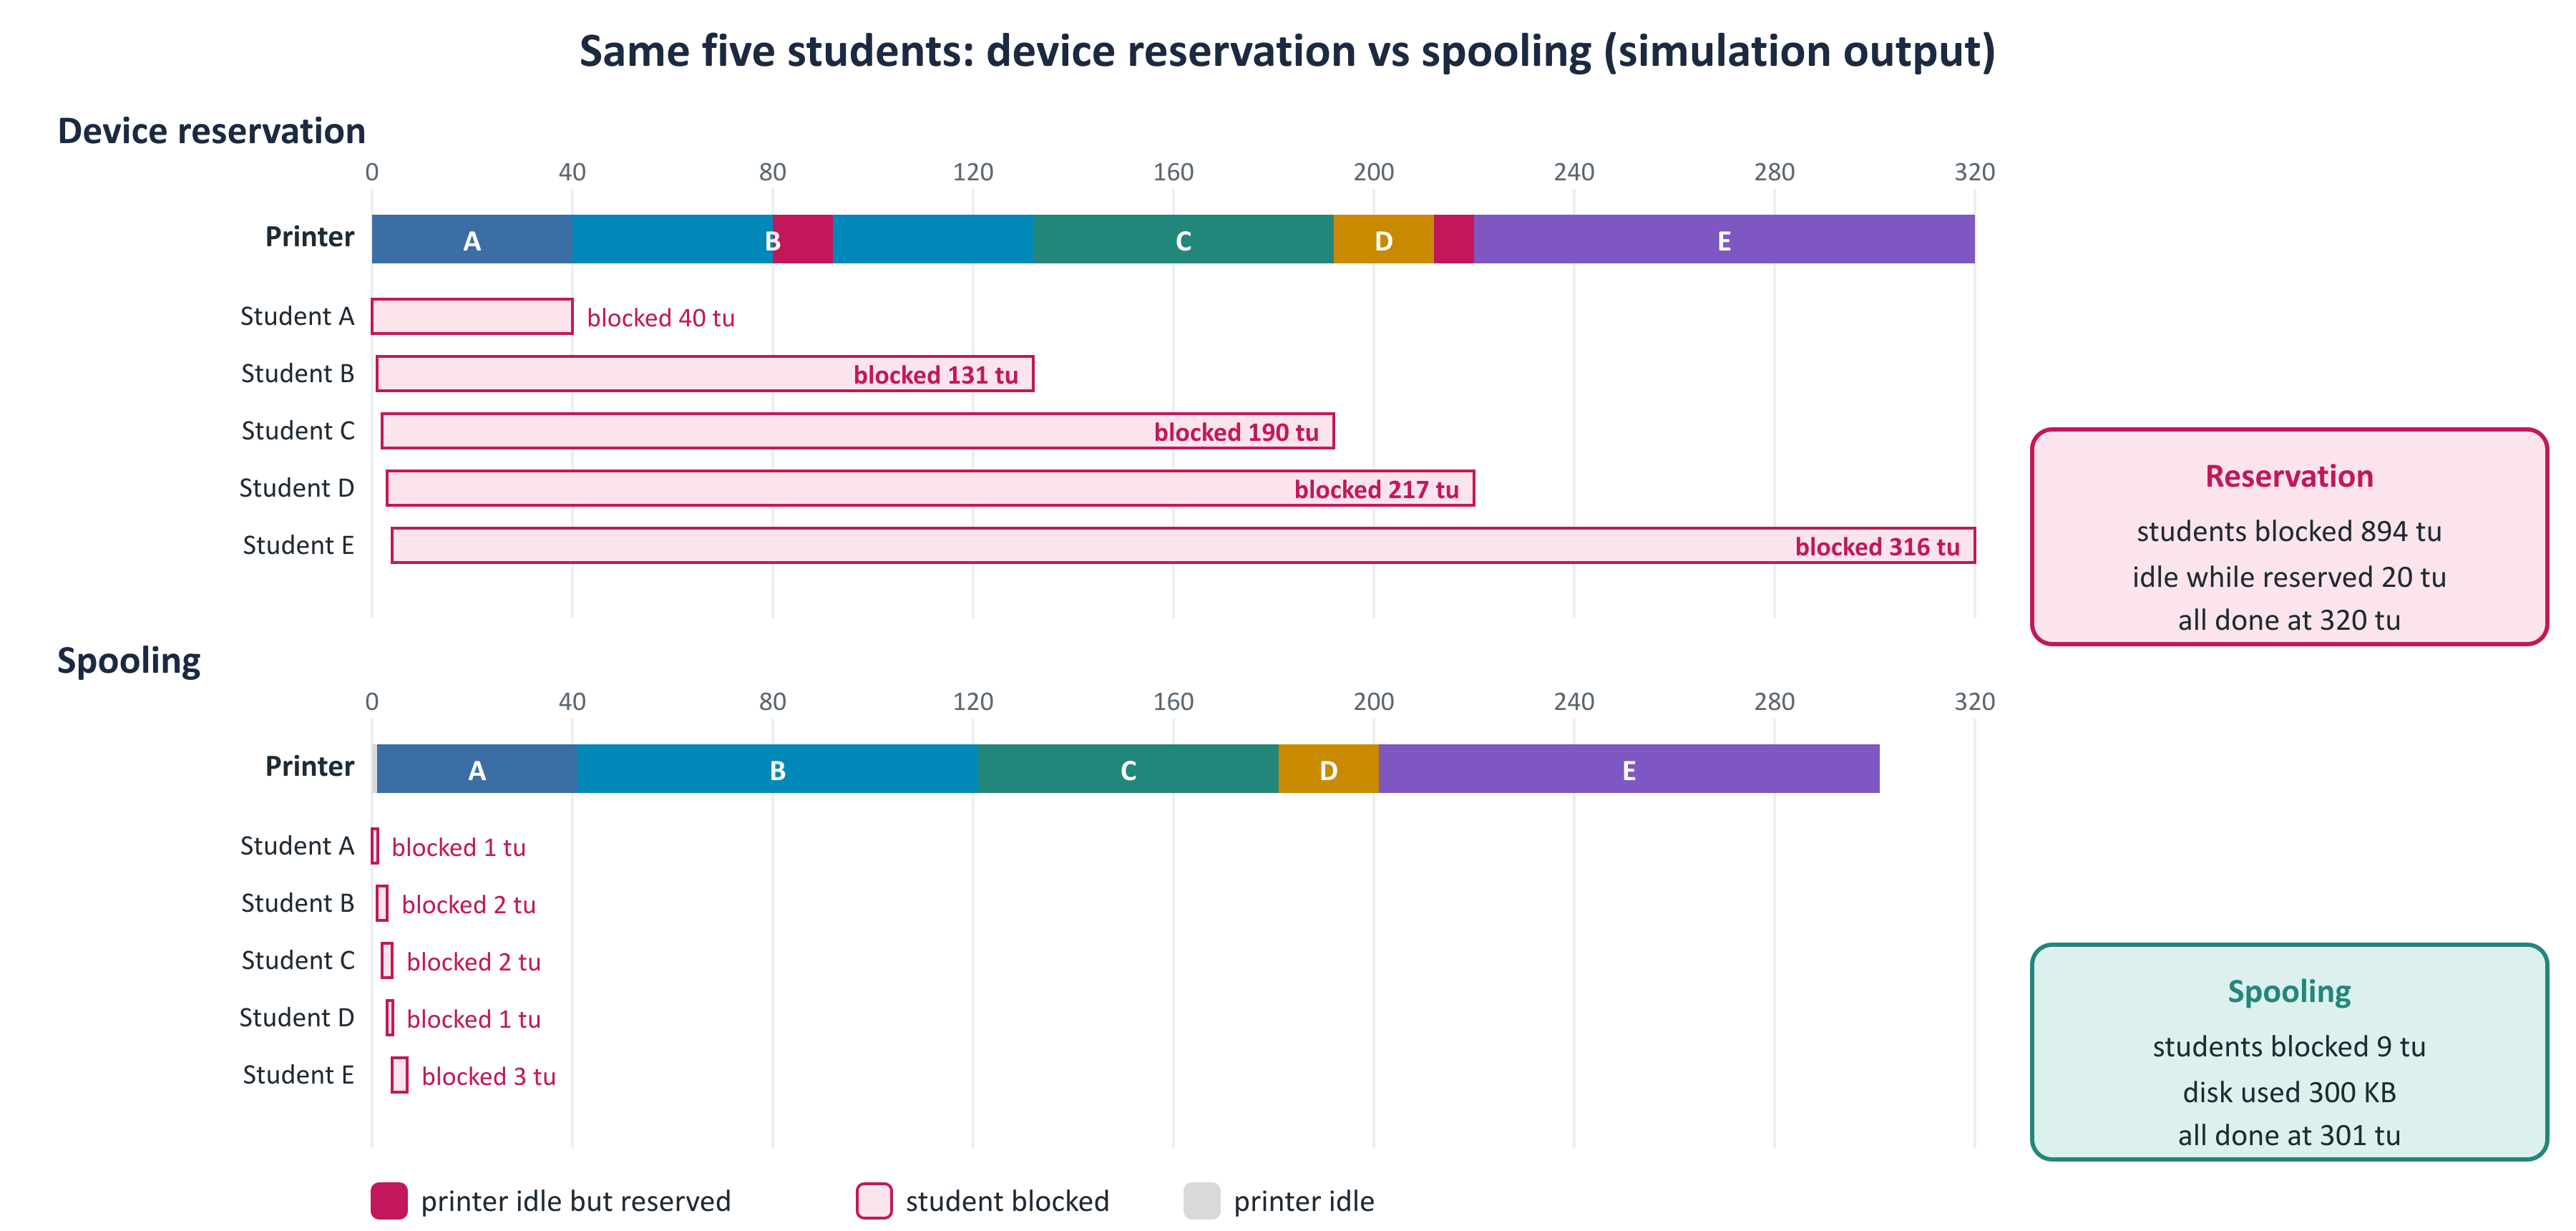 Same five students: device reservation vs spooling (simulation output)
Device reservation
0 40 80 120 160 200 240 280 320
Printer A B C D E
Student A blocked 40 tu
Student B blocked 131 tu
Student C blocked 190 tu
Student D blocked 217 tu
Student E blocked 316 tu
Reservation
students blocked 894 tu
idle while reserved 20 tu
all done at 320 tu
Spooling
0 40 80 120 160 200 240 280 320
Printer A B C D E
Student A blocked 1 tu
Student B blocked 2 tu
Student C blocked 2 tu
Student D blocked 1 tu
Student E blocked 3 tu
Spooling
students blocked 9 tu
disk used 300 KB
all done at 301 tu
printer idle but reserved student blocked printer idle